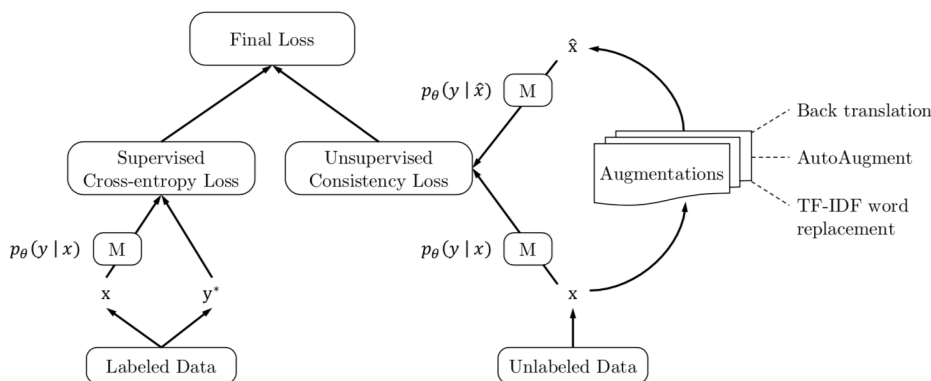 Final Loss
x̂
p_θ(y | x̂)
M
Back translation
Supervised
Cross-entropy Loss
Unsupervised
Consistency Loss
Augmentations
AutoAugment
TF-IDF word
replacement
p_θ(y | x)
M
p_θ(y | x)
M
x
y*
x
Labeled Data
Unlabeled Data